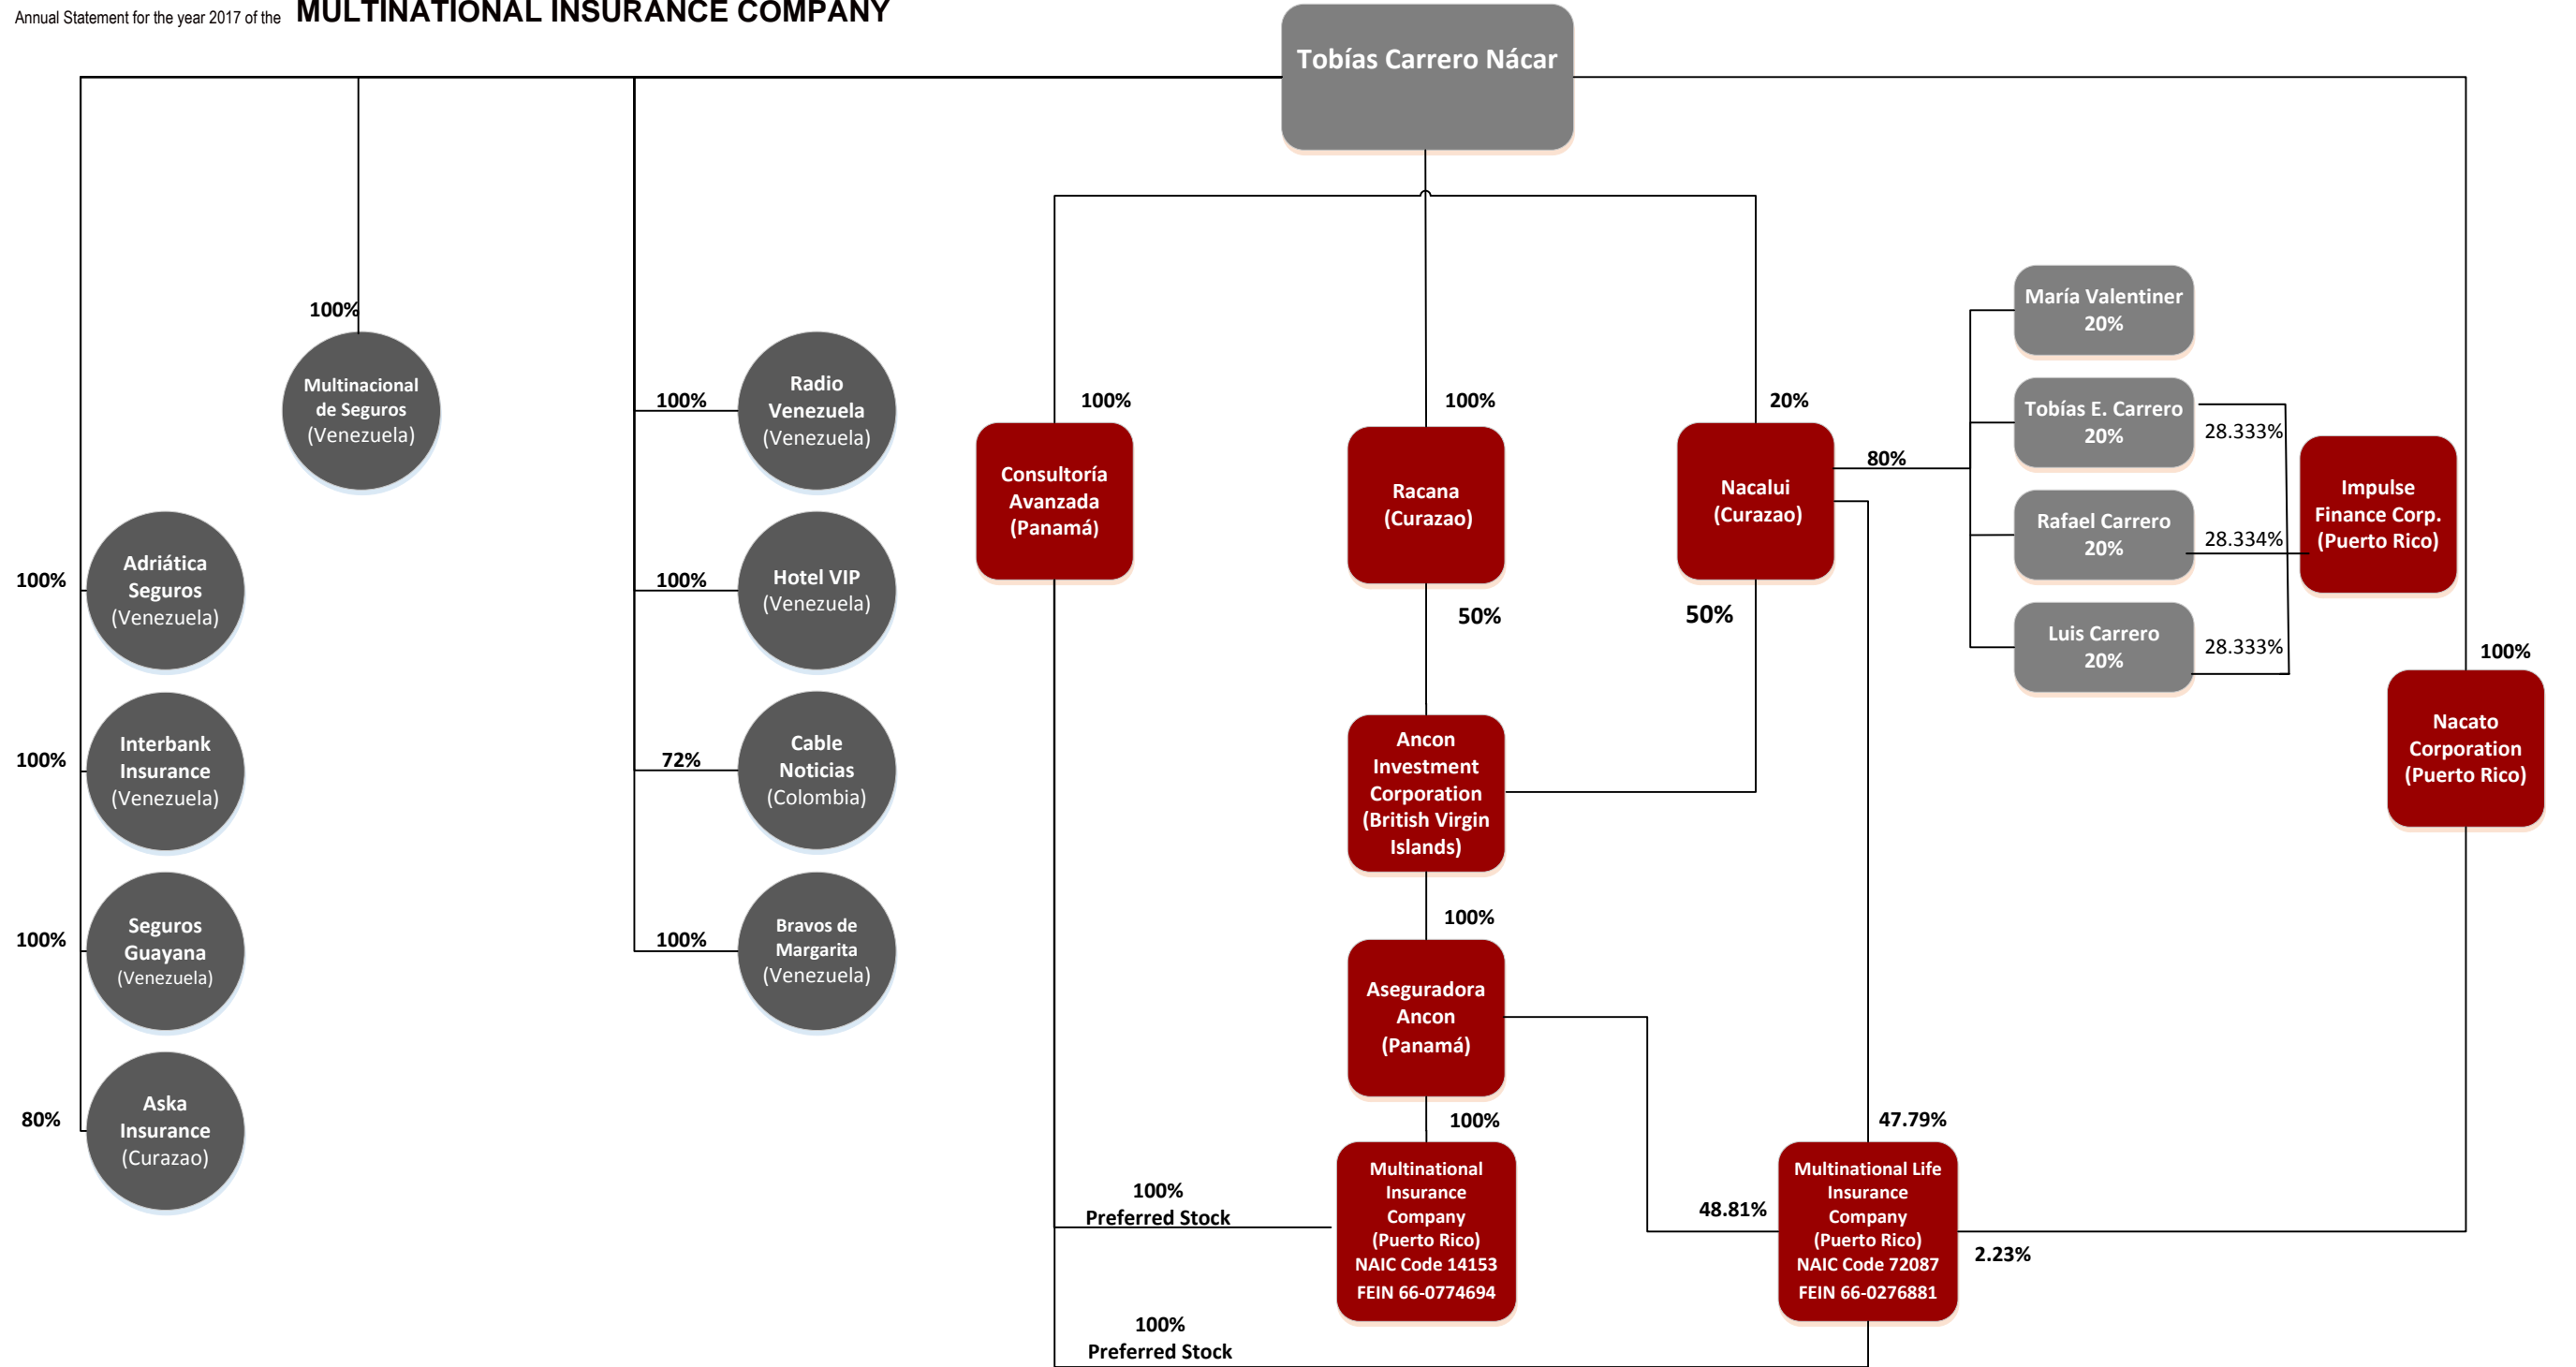 Annual Statement for the year 2017 of the MULTINATIONAL INSURANCE COMPANY
Tobías Carrero Nácar
100%
Multinacional
de Seguros
(Venezuela)
100%
Adriática
Seguros
(Venezuela)
100%
Interbank
Insurance
(Venezuela)
100%
Seguros
Guayana
(Venezuela)
80%
Aska
Insurance
(Curazao)
100%
Radio
Venezuela
(Venezuela)
100%
Hotel VIP
(Venezuela)
72%
Cable
Noticias
(Colombia)
100%
Bravos de
Margarita
(Venezuela)
100%
Consultoría
Avanzada
(Panamá)
100%
Racana
(Curazao)
20%
Nacalui
(Curazao)
80%
María Valentiner
20%
Tobías E. Carrero
20%
28.333%
Rafael Carrero
20%
28.334%
Luis Carrero
20%
28.333%
Impulse
Finance Corp.
(Puerto Rico)
100%
Nacato
Corporation
(Puerto Rico)
50%
50%
Ancon
Investment
Corporation
(British Virgin
Islands)
100%
Aseguradora
Ancon
(Panamá)
100%
47.79%
100%
Preferred Stock
Multinational
Insurance
Company
(Puerto Rico)
NAIC Code 14153
FEIN 66-0774694
48.81%
Multinational Life
Insurance
Company
(Puerto Rico)
NAIC Code 72087
FEIN 66-0276881
2.23%
100%
Preferred Stock